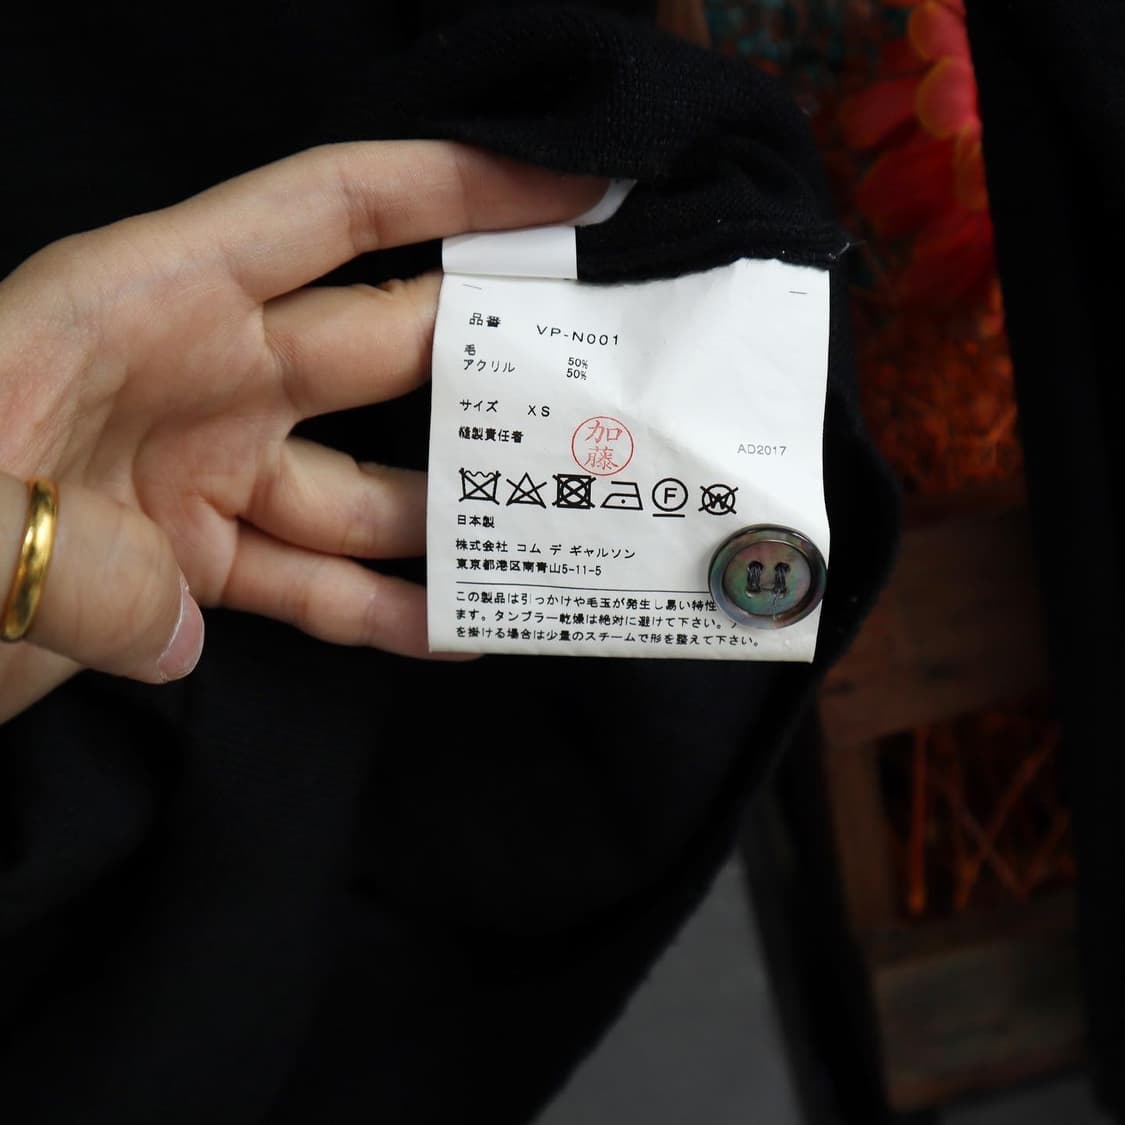 品番 VP-N001
毛 50%
アクリル 50%
サイズ XS
縫製責任者 加藤
AD2017
F
W
日本製
株式会社 コム デ ギャルソン
東京都港区南青山5-11-5
この製品は引っかけや毛玉が発生し易い特性
ます。タンブラー乾燥は絶対に避けて下さい。
を掛ける場合は少量のスチームで形を整えて下さい。